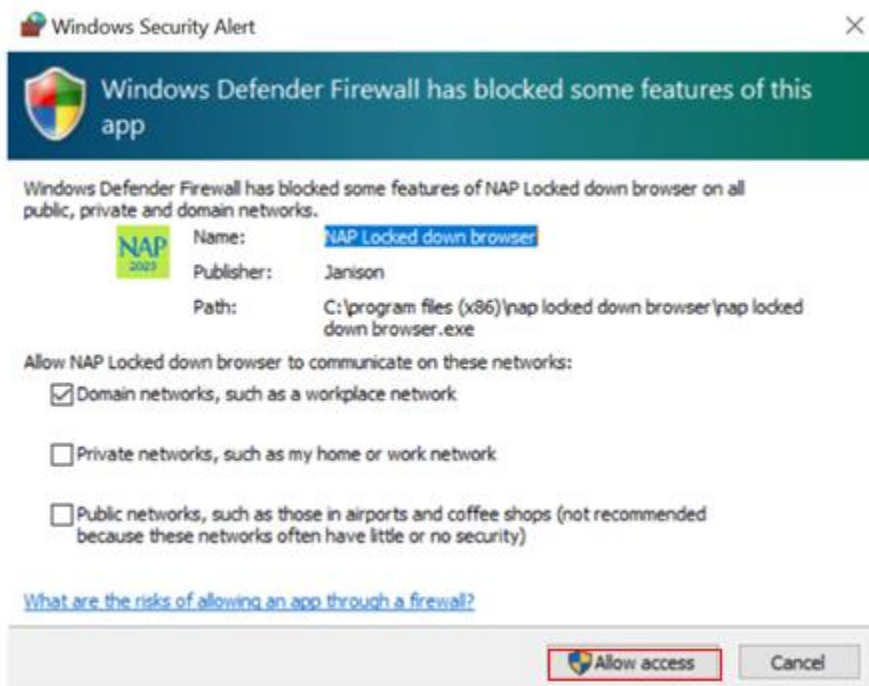 Windows Security Alert
Windows Defender Firewall has blocked some features of this
app
Windows Defender Firewall has blocked some features of NAP Locked down browser on all
public, private and domain networks.
NAP
2023
Name:
NAP Locked down browser
Publisher:
Janison
Path:
C:\program files (x86)\nap locked down browser\nap locked
down browser.exe
Allow NAP Locked down browser to communicate on these networks:
Domain networks, such as a workplace network
Private networks, such as my home or work network
Public networks, such as those in airports and coffee shops (not recommended
because these networks often have little or no security)
What are the risks of allowing an app through a firewall?
Allow access
Cancel